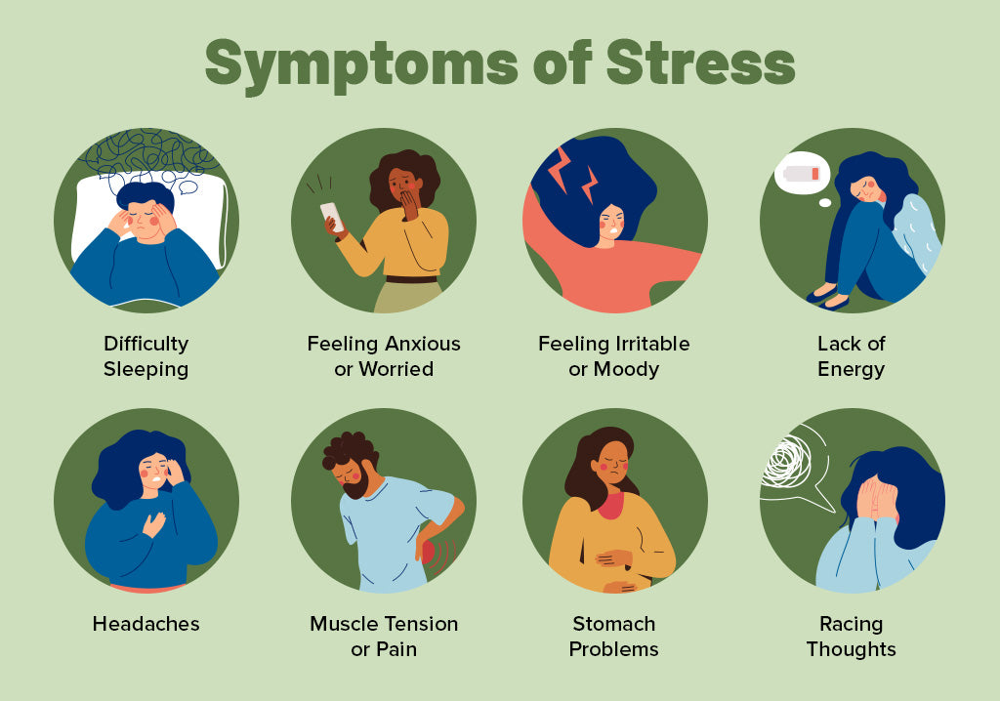 Symptoms of Stress
Difficulty
Sleeping
Feeling Anxious
or Worried
Feeling Irritable
or Moody
Lack of
Energy
Headaches
Muscle Tension
or Pain
Stomach
Problems
Racing
Thoughts